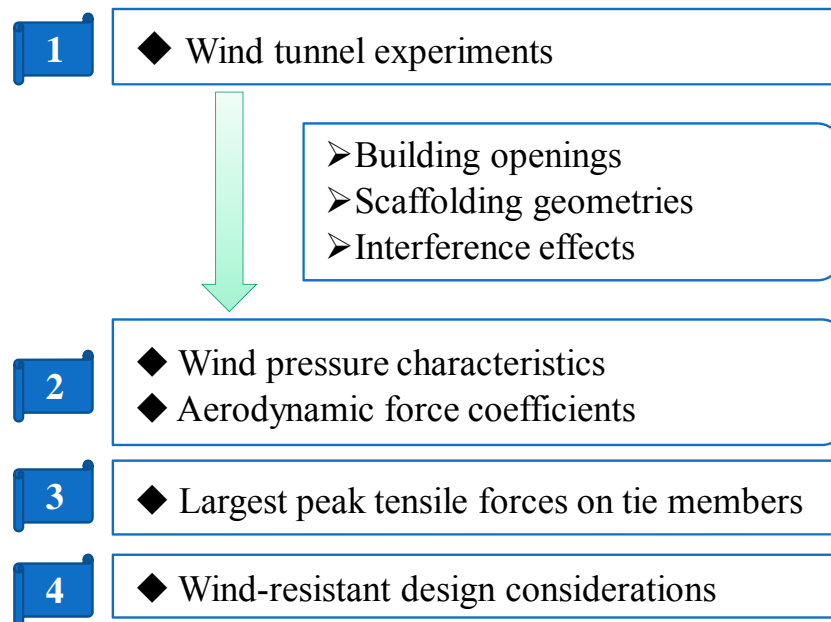 1
◆ Wind tunnel experiments
➢Building openings
➢Scaffolding geometries
➢Interference effects
2
◆ Wind pressure characteristics
◆ Aerodynamic force coefficients
3
◆ Largest peak tensile forces on tie members
4
◆ Wind-resistant design considerations